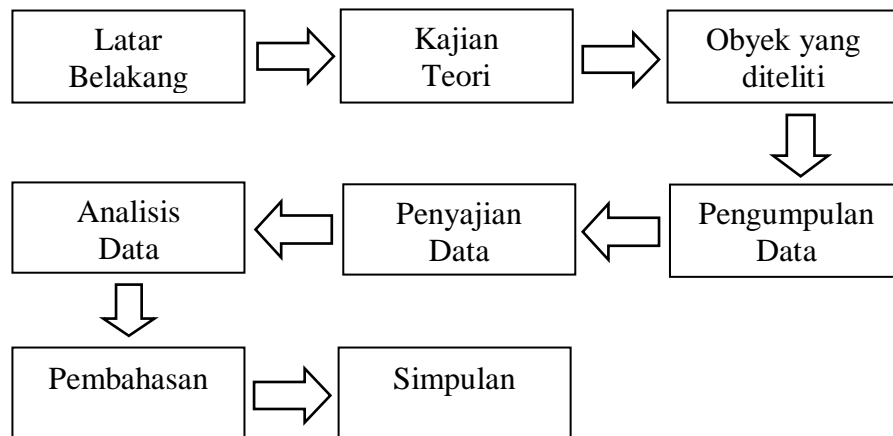 Latar
Belakang
Kajian
Teori
Obyek yang
diteliti
Pengumpulan
Data
Penyajian
Data
Analisis
Data
Pembahasan
Simpulan